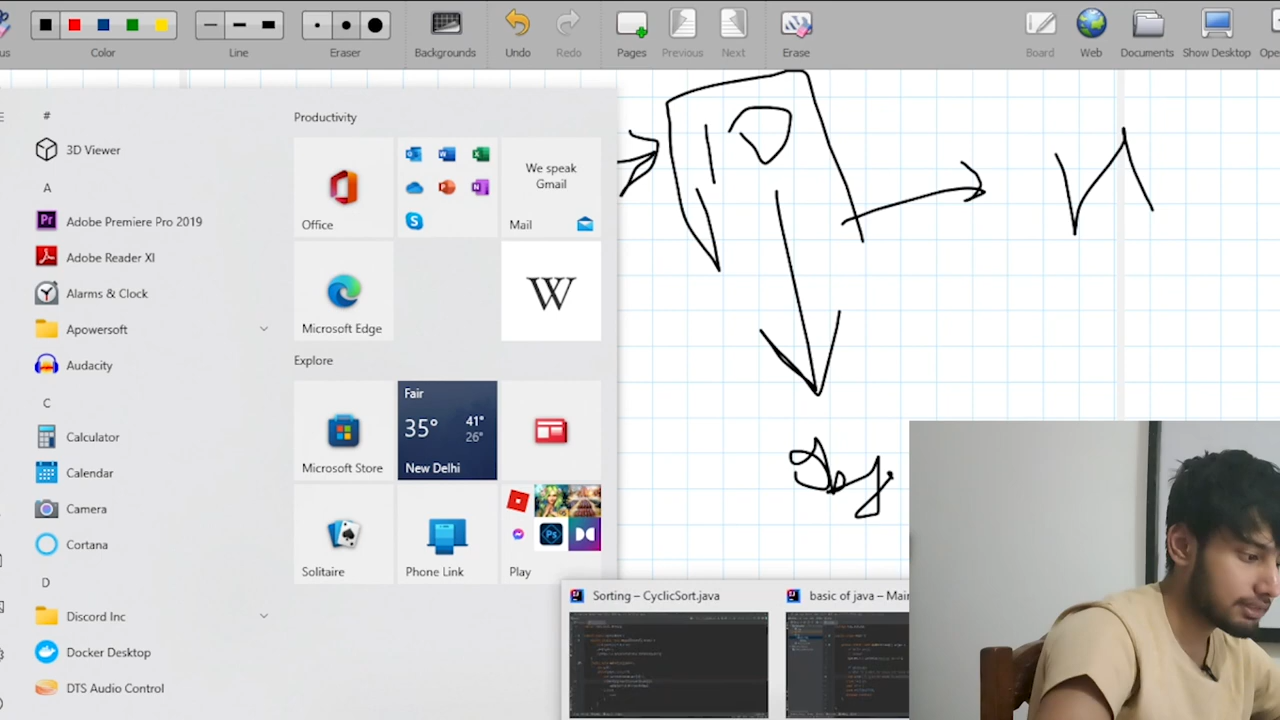 Color
Line
Eraser
Backgrounds
Undo
Redo
Pages
Previous
Next
Erase
Board
Web
Documents
Show Desktop
#
3D Viewer
A
Adobe Premiere Pro 2019
Adobe Reader XI
Alarms & Clock
Apowersoft
Audacity
C
Calculator
Calendar
Camera
Cortana
D
Discord Inc
Docker Desktop
DTS Audio Control
Productivity
Office
We speak
Gmail
Mail
Microsoft Edge
W
Explore
Microsoft Store
Fair
35° 41°
26°
New Delhi
Solitaire
Phone Link
Play
Sorting – CyclicSort.java
basic of java – Mai